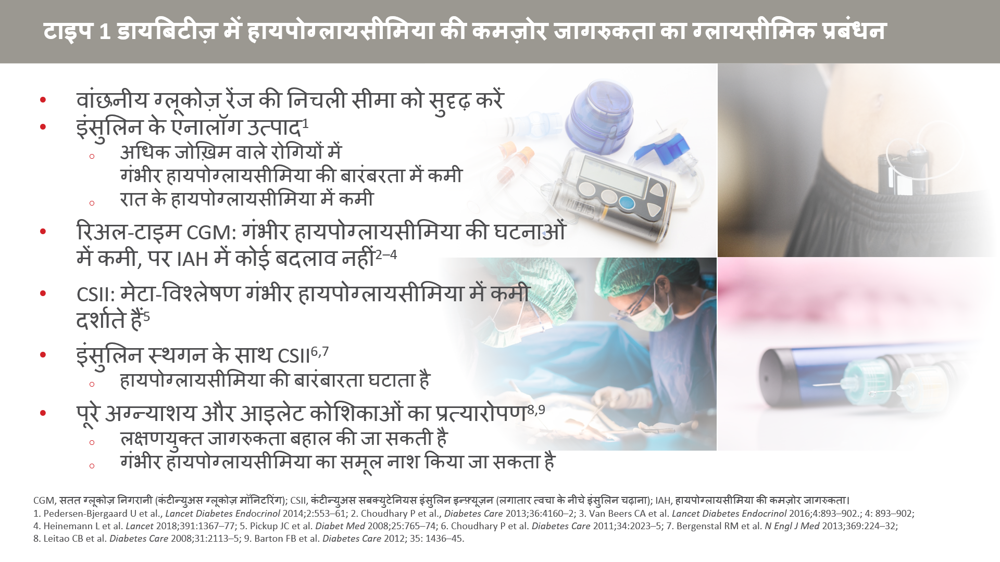 टाइप 1 डायबिटीज़ में हायपोग्लायसीमिया की कमज़ोर जागरुकता का ग्लायसीमिक प्रबंधन
• वांछनीय ग्लूकोज़ रेंज की निचली सीमा को सुदृढ़ करें
• इंसुलिन के एनालॉग उत्पाद1
○ अधिक जोख़िम वाले रोगियों में
गंभीर हायपोग्लायसीमिया की बारंबरता में कमी
○ रात के हायपोग्लायसीमिया में कमी
• रिअल-टाइम CGM: गंभीर हायपोग्लायसीमिया की घटनाओं
में कमी, पर IAH में कोई बदलाव नहीं2–4
• CSII: मेटा-विश्लेषण गंभीर हायपोग्लायसीमिया में कमी
दर्शाते हैं5
• इंसुलिन स्थगन के साथ CSII6,7
○ हायपोग्लायसीमिया की बारंबारता घटाता है
• पूरे अग्न्याशय और आइलेट कोशिकाओं का प्रत्यारोपण8,9
○ लक्षणयुक्त जागरुकता बहाल की जा सकती है
○ गंभीर हायपोग्लायसीमिया का समूल नाश किया जा सकता है
CGM, सतत ग्लूकोज़ निगरानी (कंटीन्युअस ग्लूकोज़ मॉनिटरिंग); CSII, कंटीन्युअस सबक्युटेनियस इंसुलिन इन्फ़्यूज़न (लगातार त्वचा के नीचे इंसुलिन चढ़ाना); IAH, हायपोग्लायसीमिया की कमज़ोर जागरुकता।
1. Pedersen-Bjergaard U et al., Lancet Diabetes Endocrinol 2014;2:553–61; 2. Choudhary P et al., Diabetes Care 2013;36:4160–2; 3. Van Beers CA et al. Lancet Diabetes Endocrinol 2016;4:893–902.; 4: 893–902;
4. Heinemann L et al. Lancet 2018;391:1367–77; 5. Pickup JC et al. Diabet Med 2008;25:765–74; 6. Choudhary P et al. Diabetes Care 2011;34:2023–5; 7. Bergenstal RM et al. N Engl J Med 2013;369:224–32;
8. Leitao CB et al. Diabetes Care 2008;31:2113–5; 9. Barton FB et al. Diabetes Care 2012; 35: 1436–45.